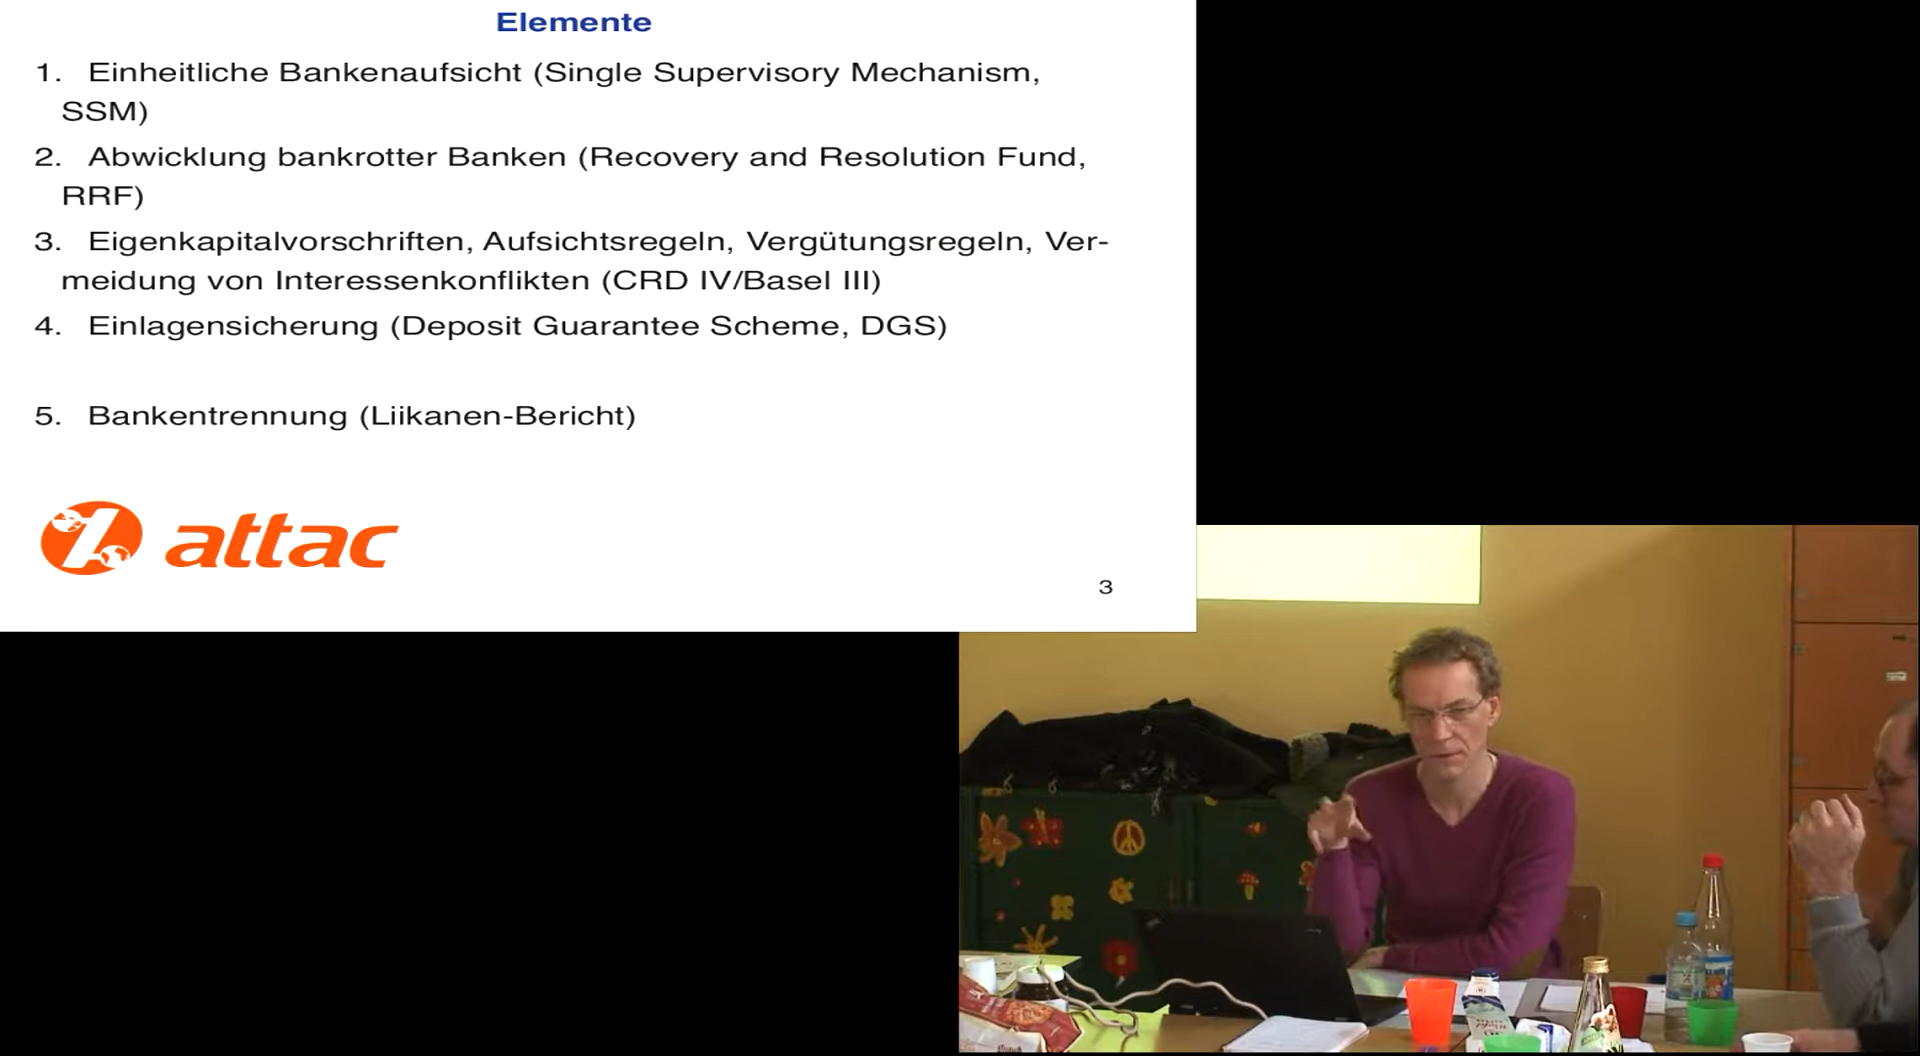 Elemente
1. Einheitliche Bankenaufsicht (Single Supervisory Mechanism,
SSM)
2. Abwicklung bankrotter Banken (Recovery and Resolution Fund,
RRF)
3. Eigenkapitalvorschriften, Aufsichtsregeln, Vergütungsregeln, Ver-
meidung von Interessenkonflikten (CRD IV/Basel III)
4. Einlagensicherung (Deposit Guarantee Scheme, DGS)
5. Bankentrennung (Liikanen-Bericht)
attac
3